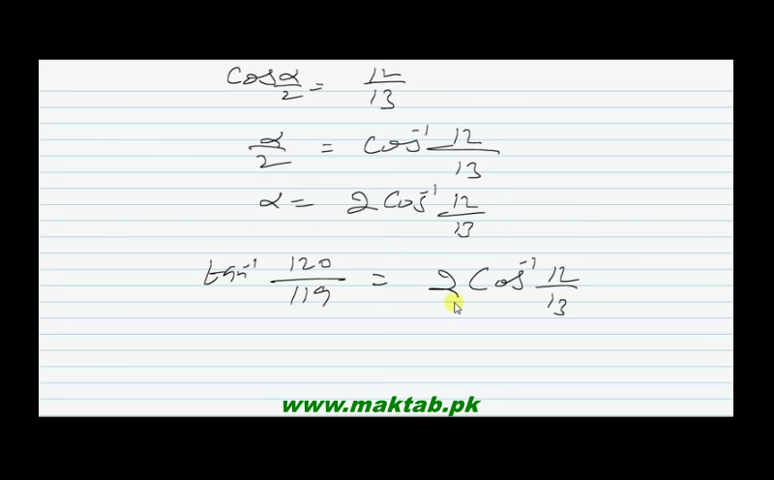 Cos α/2 = 12/13
α/2 = Cos⁻¹ 12/13
α = 2 Cos⁻¹ 12/13
tan⁻¹ 120/119 = 2 Cos⁻¹ 12/13
www.maktab.pk